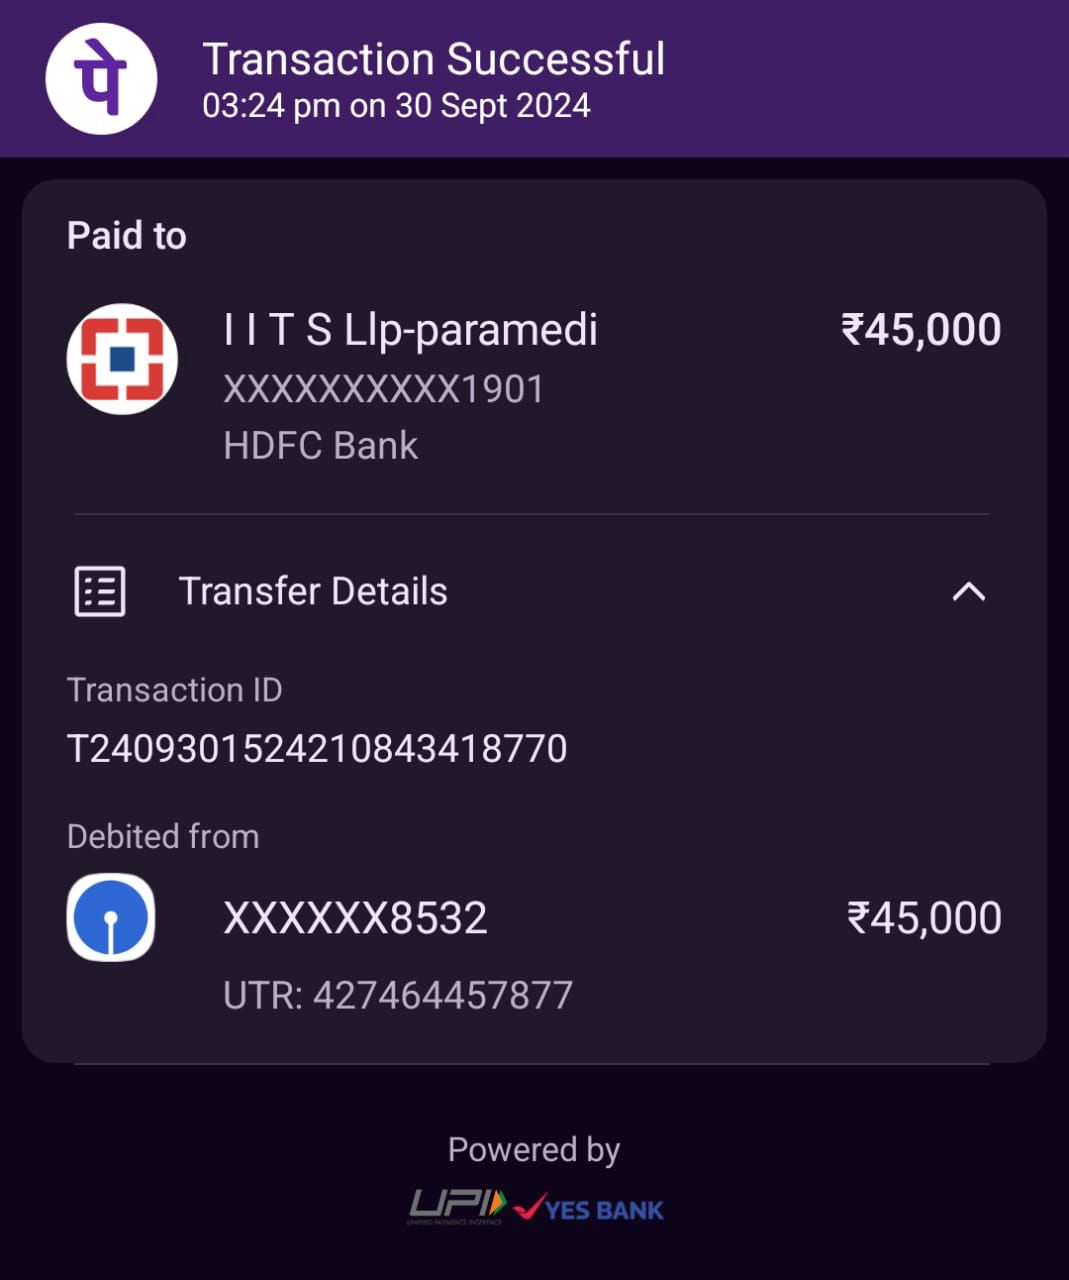 पे
Transaction Successful
03:24 pm on 30 Sept 2024
Paid to
I I T S Llp-paramedi ₹45,000
XXXXXXXXXX1901
HDFC Bank
Transfer Details
Transaction ID
T2409301524210843418770
Debited from
XXXXXX8532 ₹45,000
UTR: 427464457877
Powered by
UPI YES BANK
UNIFIED PAYMENTS INTERFACE